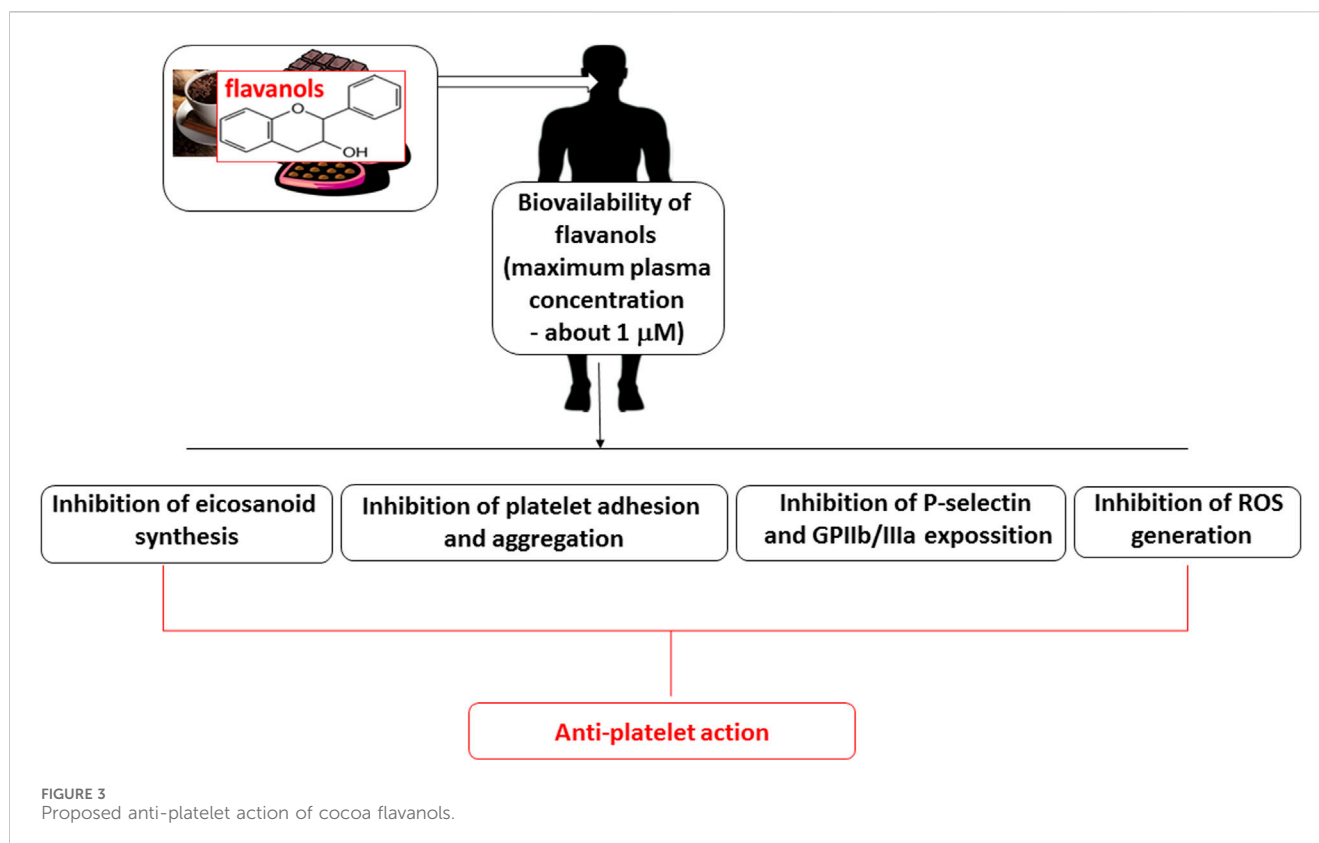 flavanols
O
OH
Biovailability of
flavanols
(maximum plasma
concentration
- about 1 μM)
Inhibition of eicosanoid
synthesis
Inhibition of platelet adhesion
and aggregation
Inhibition of P-selectin
and GPIIb/IIIa expossition
Inhibition of ROS
generation
Anti-platelet action
FIGURE 3
Proposed anti-platelet action of cocoa flavanols.